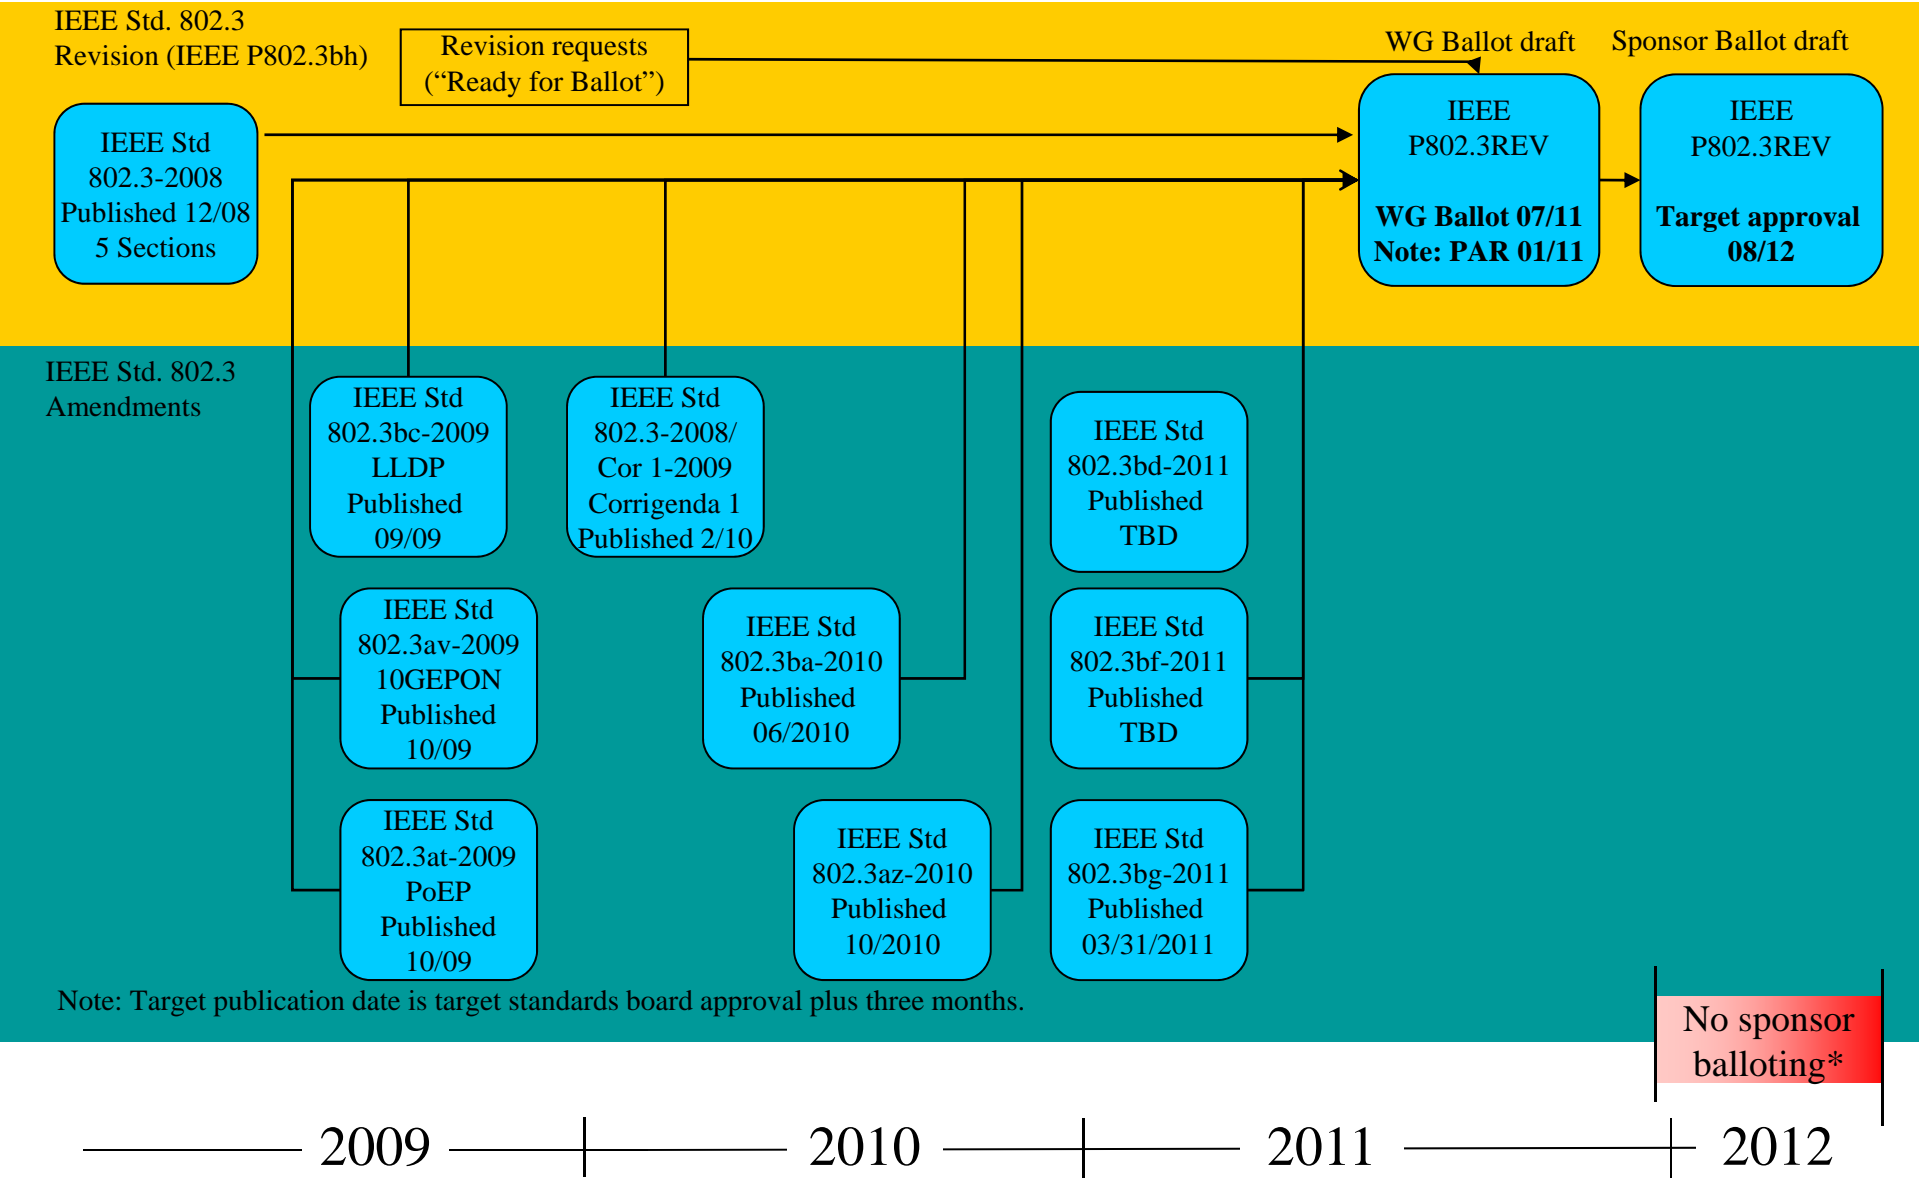 IEEE Std. 802.3
Revision (IEEE P802.3bh)
Revision requests
(“Ready for Ballot”)
WG Ballot draft
Sponsor Ballot draft
IEEE Std
802.3-2008
Published 12/08
5 Sections
IEEE
P802.3REV
WG Ballot 07/11
Note: PAR 01/11
IEEE
P802.3REV
Target approval
08/12
IEEE Std. 802.3
Amendments
IEEE Std
802.3bc-2009
LLDP
Published
09/09
IEEE Std
802.3-2008/
Cor 1-2009
Corrigenda 1
Published 2/10
IEEE Std
802.3bd-2011
Published
TBD
IEEE Std
802.3av-2009
10GEPON
Published
10/09
IEEE Std
802.3ba-2010
Published
06/2010
IEEE Std
802.3bf-2011
Published
TBD
IEEE Std
802.3at-2009
PoEP
Published
10/09
IEEE Std
802.3az-2010
Published
10/2010
IEEE Std
802.3bg-2011
Published
03/31/2011
Note: Target publication date is target standards board approval plus three months.
No sponsor
balloting*
2009
2010
2011
2012